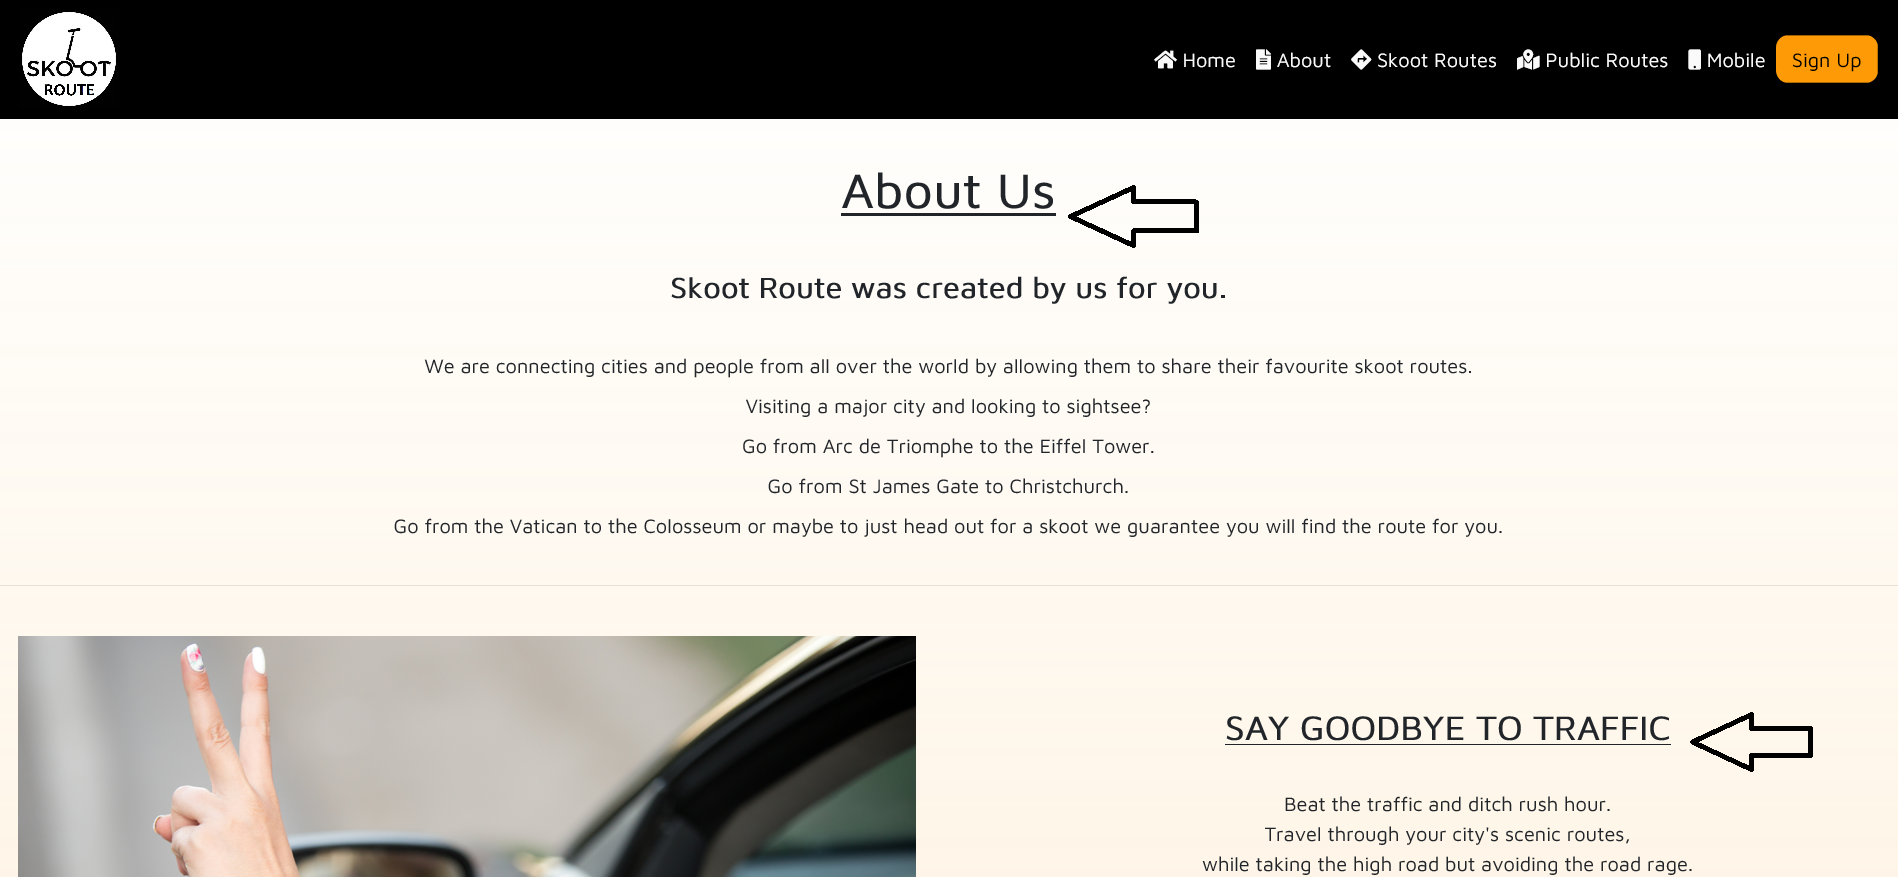 SKOOT
ROUTE
Home About Skoot Routes Public Routes Mobile Sign Up
About Us
Skoot Route was created by us for you.
We are connecting cities and people from all over the world by allowing them to share their favourite skoot routes.
Visiting a major city and looking to sightsee?
Go from Arc de Triomphe to the Eiffel Tower.
Go from St James Gate to Christchurch.
Go from the Vatican to the Colosseum or maybe to just head out for a skoot we guarantee you will find the route for you.
SAY GOODBYE TO TRAFFIC
Beat the traffic and ditch rush hour.
Travel through your city's scenic routes,
while taking the high road but avoiding the road rage.